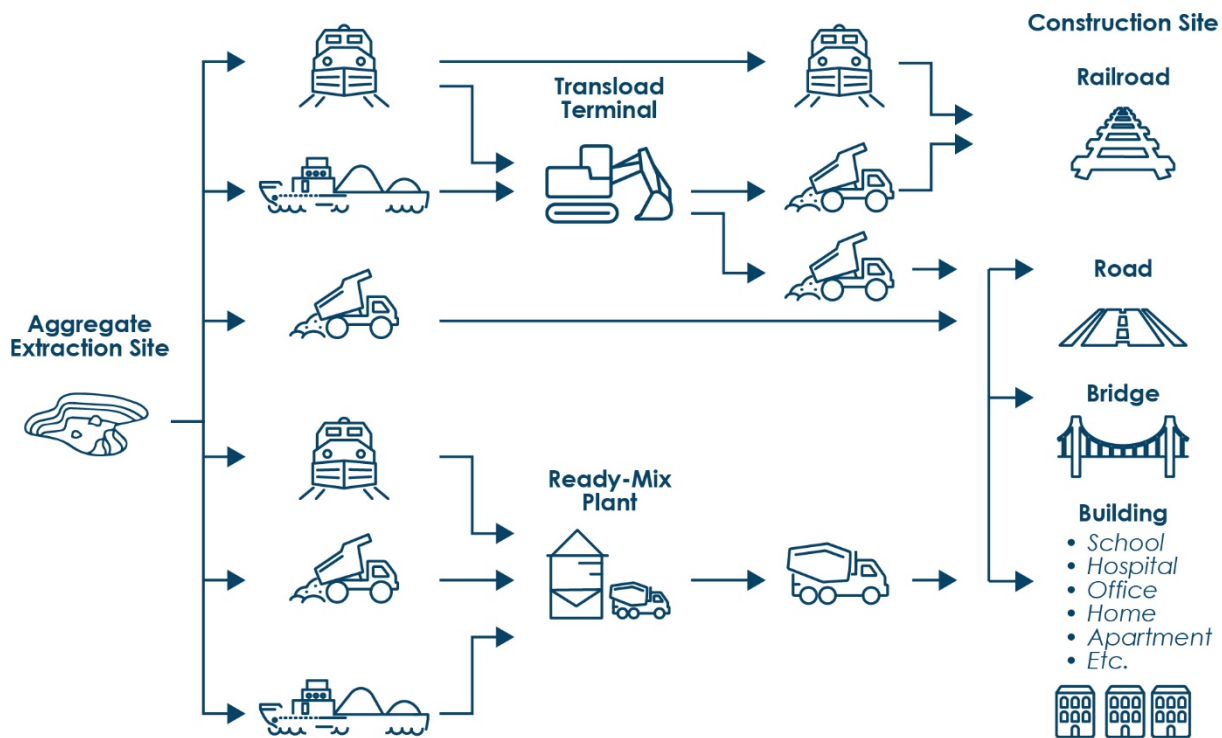 Construction Site
Railroad
Transload
Terminal
Aggregate
Extraction Site
Road
Bridge
Ready-Mix
Plant
Building
• School
• Hospital
• Office
• Home
• Apartment
• Etc.